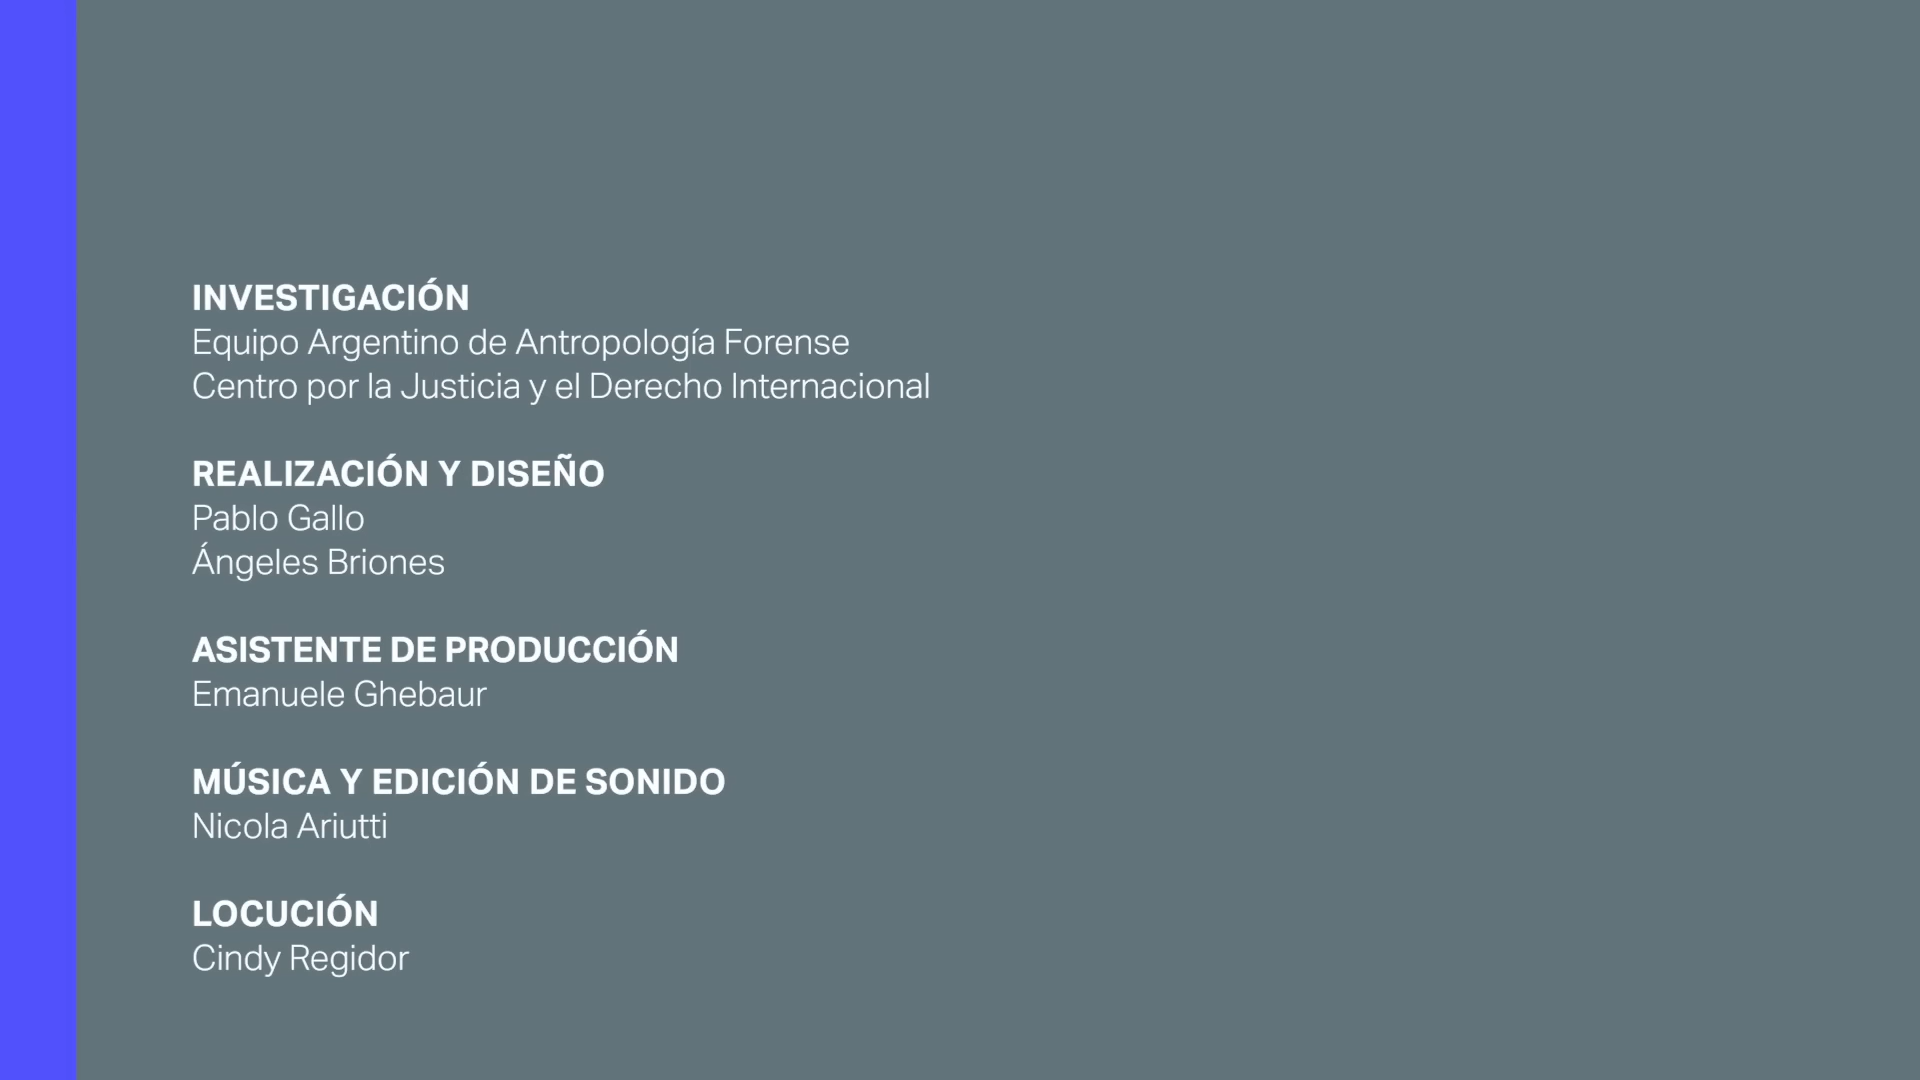 INVESTIGACIÓN
Equipo Argentino de Antropología Forense
Centro por la Justicia y el Derecho Internacional
REALIZACIÓN Y DISEÑO
Pablo Gallo
Ángeles Briones
ASISTENTE DE PRODUCCIÓN
Emanuele Ghebaur
MÚSICA Y EDICIÓN DE SONIDO
Nicola Ariutti
LOCUCIÓN
Cindy Regidor